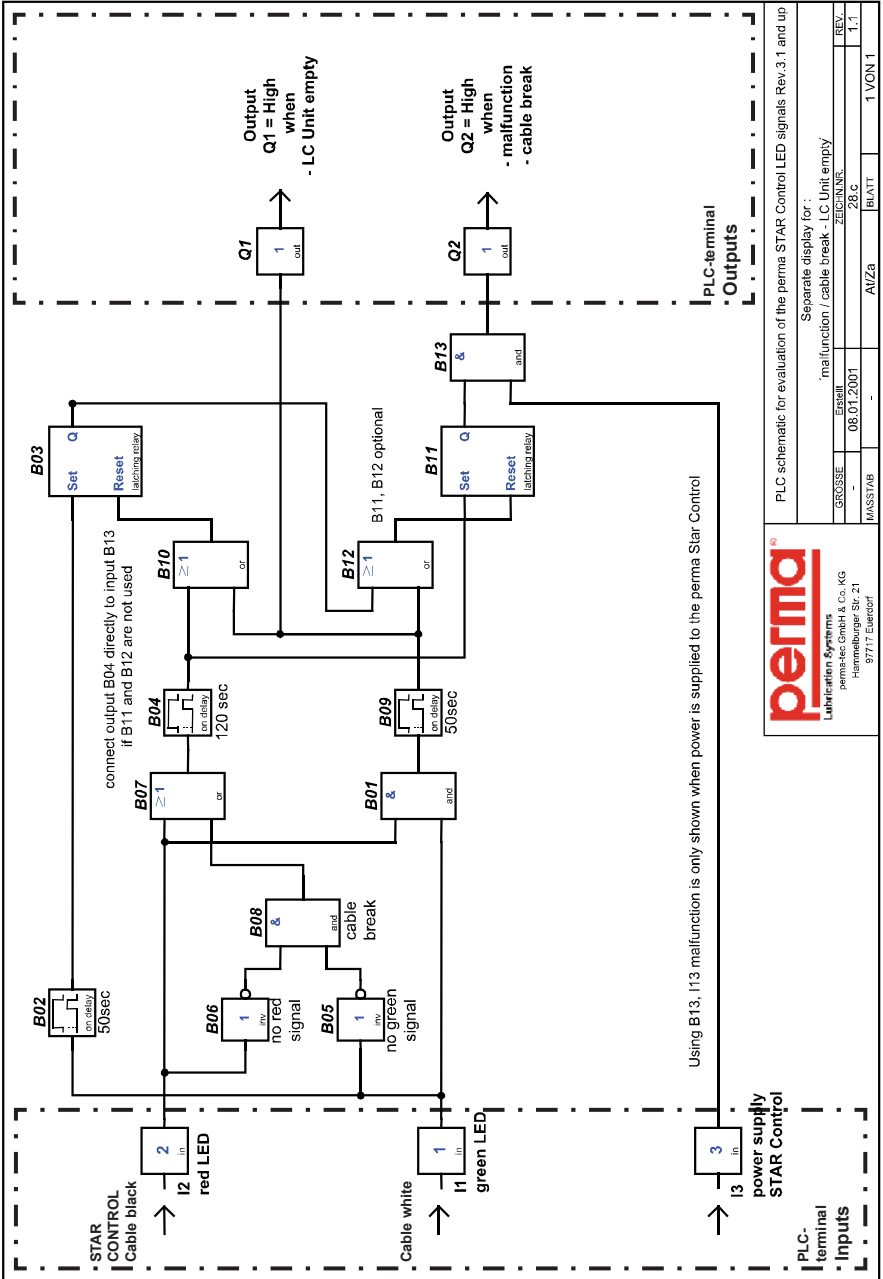 STAR
CONTROL
Cable black
I2
red LED
2
in
Cable white
I1
green LED
1
in
I3
power supply
STAR Control
3
in
PLC-
terminal
Inputs
B02
on delay
50sec
B06
1
inv
no red
signal
B05
1
inv
no green
signal
B08
&
and
cable
break
B07
≥1
or
B01
&
and
B04
on delay
120 sec
B09
on delay
50sec
connect output B04 directly to input B13
if B11 and B12 are not used
B10
≥1
or
B12
≥1
or
B11, B12 optional
B03
Set
Q
Reset
latching relay
B11
Set
Q
Reset
latching relay
B13
&
and
Q1
1
out
Q2
1
out
Output
Q1 = High
when
- LC Unit empty
Output
Q2 = High
when
- malfunction
- cable break
PLC-terminal
Outputs
Using B13, I13 malfunction is only shown when power is supplied to the perma Star Control
perma®
Lubrication Systems
perma-tec GmbH & Co. KG
Hammelburger Str. 21
97717 Euerdorf
PLC schematic for evaluation of the perma STAR Control LED signals Rev.3.1 and up
Separate display for :
´malfunction / cable break - LC Unit empty´
GRÖSSE
-
Erstellt
08.01.2001
ZEICHN.NR.
28.c
REV.
1.1
MASSTAB
-
At/Za
BLATT
1 VON 1